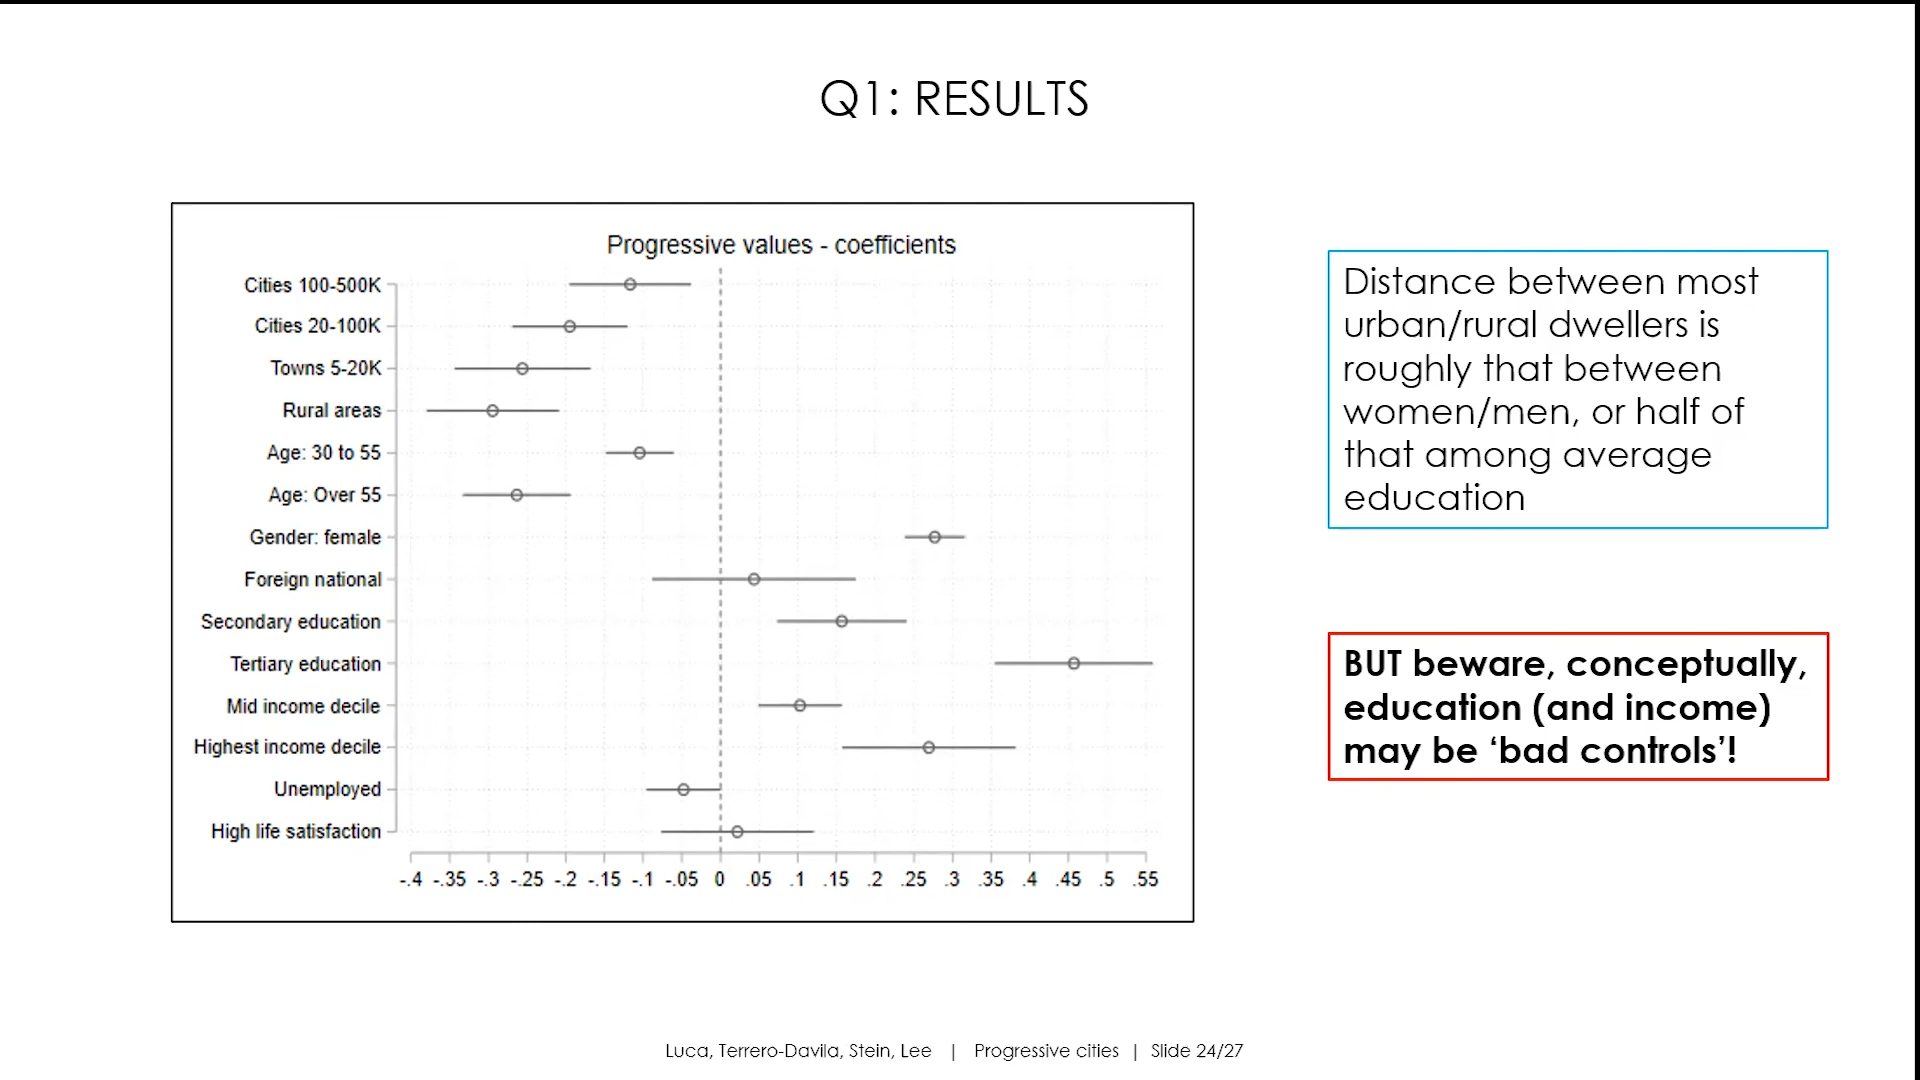 Q1: RESULTS
Progressive values - coefficients
Cities 100-500K
Cities 20-100K
Towns 5-20K
Rural areas
Age: 30 to 55
Age: Over 55
Gender: female
Foreign national
Secondary education
Tertiary education
Mid income decile
Highest income decile
Unemployed
High life satisfaction
-.4 -.35 -.3 -.25 -.2 -.15 -.1 -.05 0 .05 .1 .15 .2 .25 .3 .35 .4 .45 .5 .55
Distance between most
urban/rural dwellers is
roughly that between
women/men, or half of
that among average
education
BUT beware, conceptually,
education (and income)
may be ‘bad controls’!
Luca, Terrero-Davila, Stein, Lee | Progressive cities | Slide 24/27